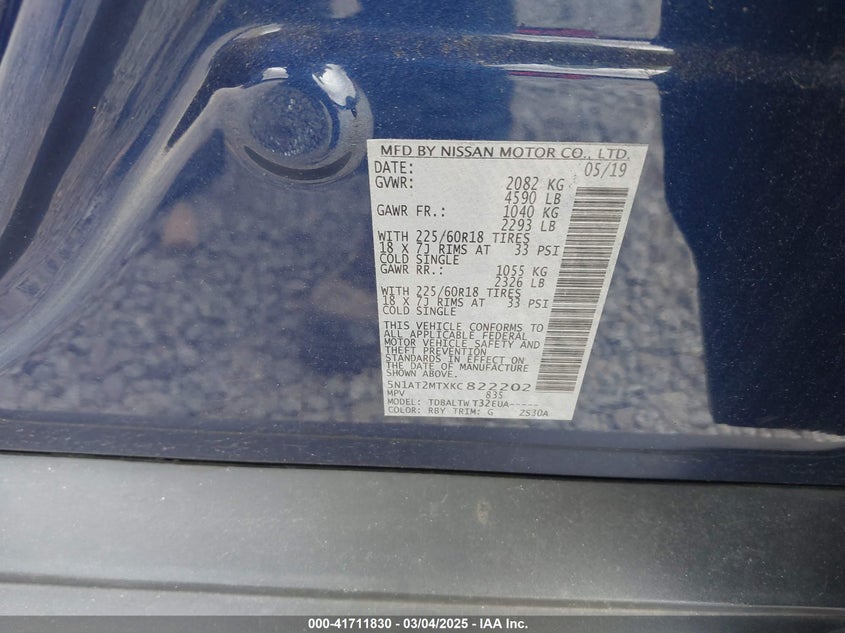 MFD BY NISSAN MOTOR CO., LTD.
DATE: 05/19
GVWR: 2082 KG
4590 LB
GAWR FR.: 1040 KG
2293 LB
WITH 225/60R18 TIRES
18 X 7J RIMS AT 33 PSI
COLD SINGLE
GAWR RR.: 1055 KG
2326 LB
WITH 225/60R18 TIRES
18 X 7J RIMS AT 33 PSI
COLD SINGLE
THIS VEHICLE CONFORMS TO
ALL APPLICABLE FEDERAL
MOTOR VEHICLE SAFETY AND
THEFT PREVENTION
STANDARDS IN EFFECT ON
THE DATE OF MANUFACTURE
SHOWN ABOVE.
5N1AT2MTXKC 822202
MPV 835
MODEL: TDBALTW T32EUA-----
COLOR: RBY TRIM: G ZS30A
000-41711830 - 03/04/2025 - IAA Inc.